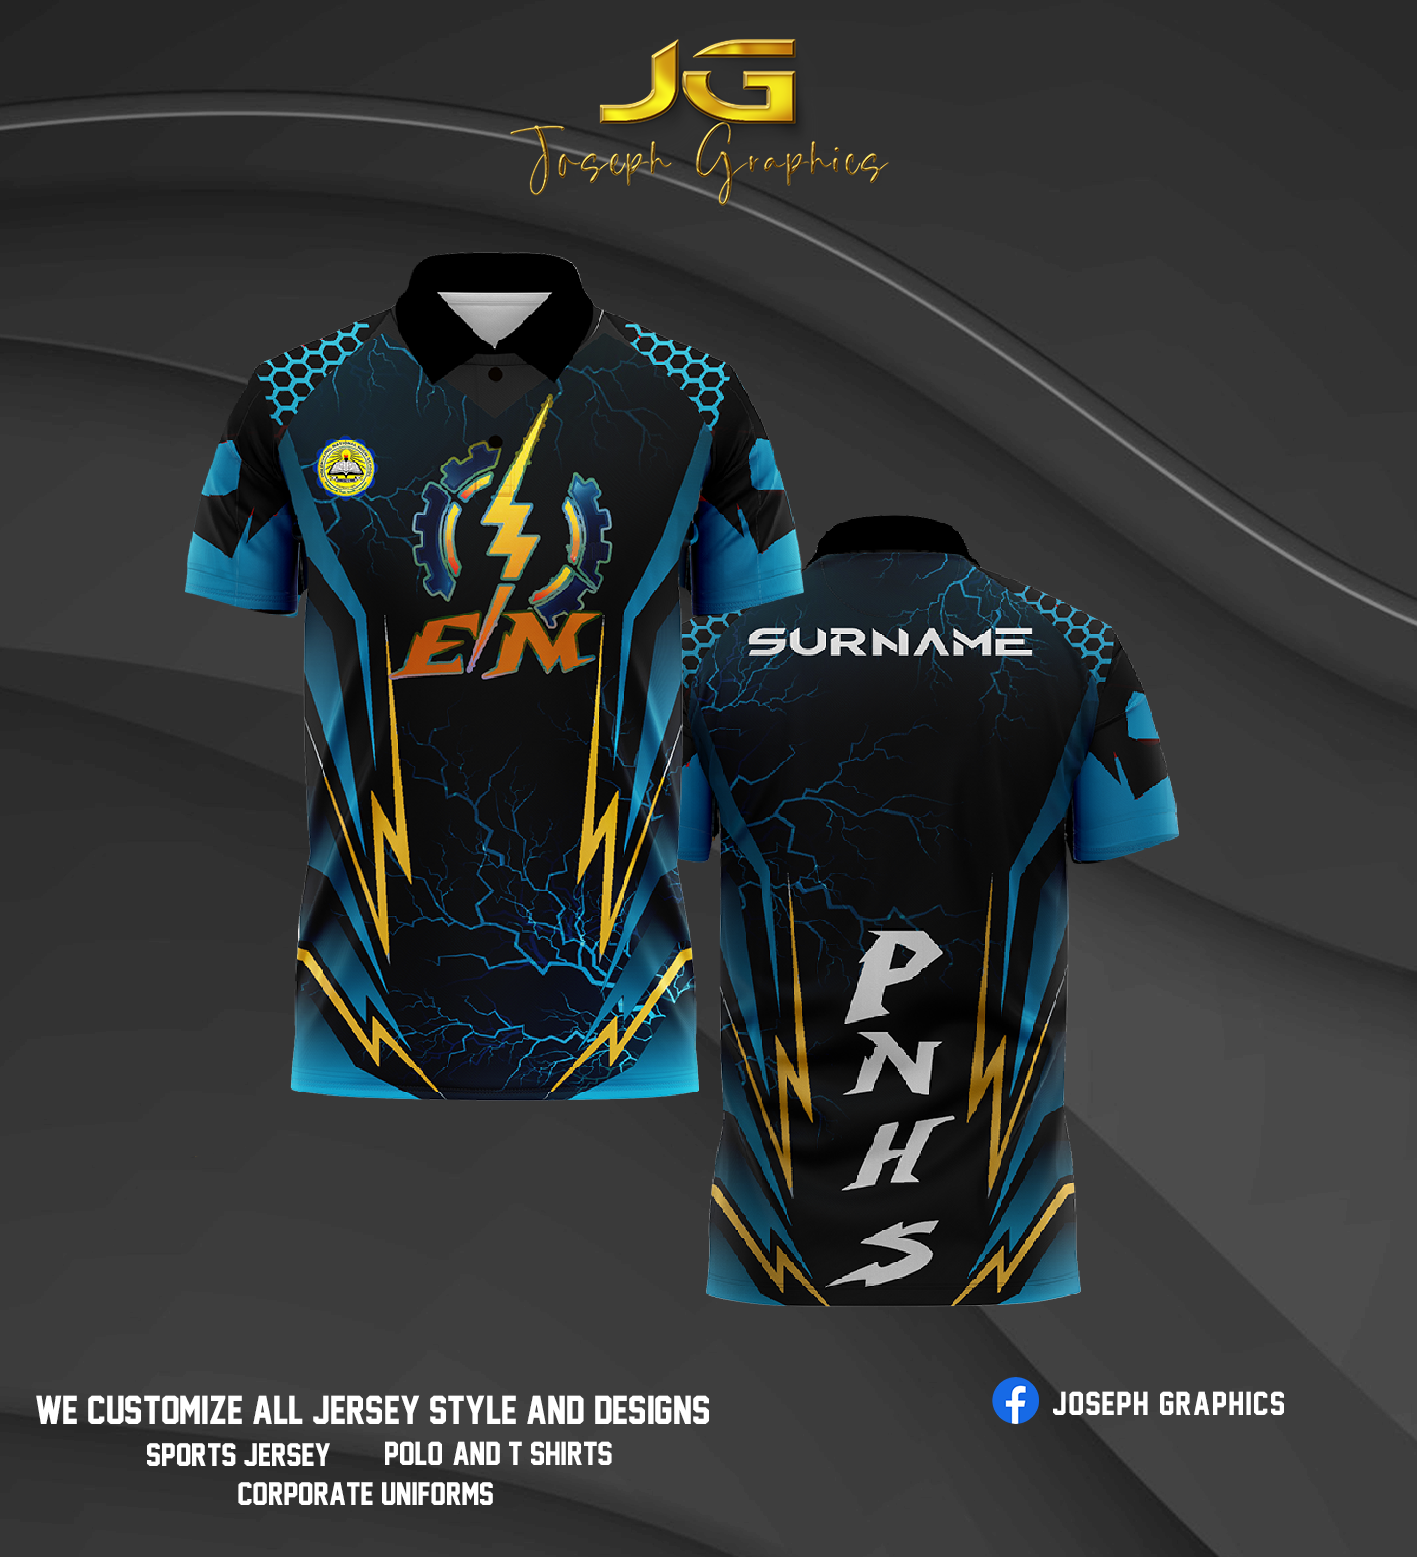 JG
Joseph Graphics
EM
SURNAME
P
N
H
S
WE CUSTOMIZE ALL JERSEY STYLE AND DESIGNS
SPORTS JERSEY POLO AND T SHIRTS
CORPORATE UNIFORMS
JOSEPH GRAPHICS